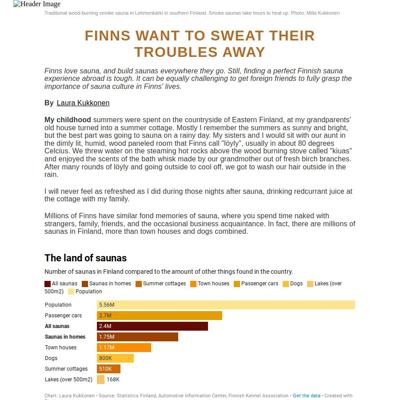 Header Image
Traditional wood-burning smoke sauna in Lehmonkärki in southern Finland. Smoke saunas take hours to heat up. Photo: Milla Kukkonen
FINNS WANT TO SWEAT THEIR
TROUBLES AWAY
Finns love sauna, and build saunas everywhere they go. Still, finding a perfect Finnish sauna
experience abroad is tough. It can be equally challenging to get foreign friends to fully grasp the
importance of sauna culture in Finns' lives.
By Laura Kukkonen
My childhood summers were spent on the countryside of Eastern Finland, at my grandparents'
old house turned into a summer cottage. Mostly I remember the summers as sunny and bright,
but the best part was going to sauna on a rainy day. My sisters and I would sit with our aunt in
the dimly lit, humid, wood paneled room that Finns call "löyly", usually in about 80 degrees
Celcius. We threw water on the steaming hot rocks above the wood burning stove called "kiuas"
and enjoyed the scents of the bath whisk made by our grandmother out of fresh birch branches.
After many rounds of löyly and going outside to cool off, we got to wash our hair outside in the
rain.
I will never feel as refreshed as I did during those nights after sauna, drinking redcurrant juice at
the cottage with my family.
Millions of Finns have similar fond memories of sauna, where you spend time naked with
strangers, family, friends, and the occasional business acquaintance. In fact, there are millions of
saunas in Finland, more than town houses and dogs combined.
The land of saunas
Number of saunas in Finland compared to the amount of other things found in the country.
All saunas Saunas in homes Summer cottages Town houses Passenger cars Dogs Lakes (over
500m2) Population
Population 5.56M
Passenger cars 2.7M
All saunas 2.4M
Saunas in homes 1.75M
Town houses 1.17M
Dogs 800K
Summer cottages 510K
Lakes (over 500m2) 168K
Chart: Laura Kukkonen • Source: Statistics Finland, Automotive Information Center, Finnish Kennel Association • Get the data • Created with